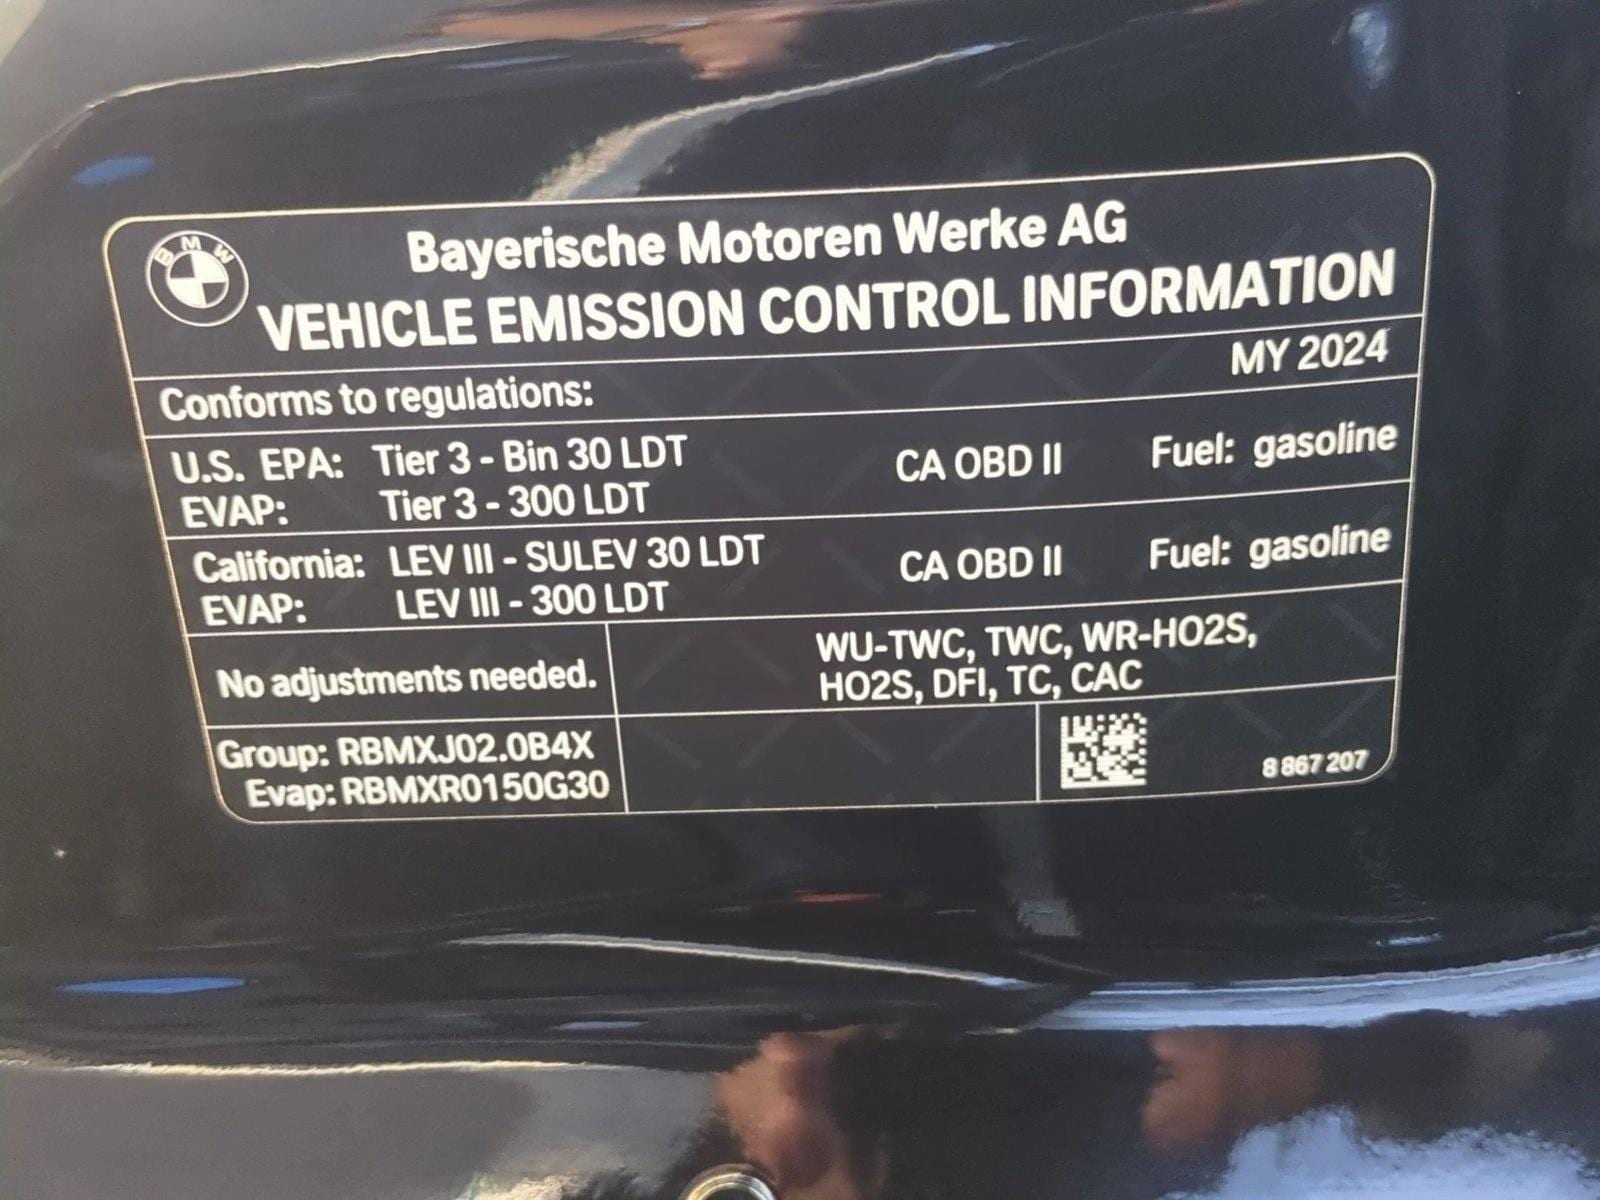 BMW
Bayerische Motoren Werke AG
VEHICLE EMISSION CONTROL INFORMATION
MY 2024
Conforms to regulations:
U.S. EPA: Tier 3 - Bin 30 LDT CA OBD II Fuel: gasoline
EVAP: Tier 3 - 300 LDT
California: LEV III - SULEV 30 LDT CA OBD II Fuel: gasoline
EVAP: LEV III - 300 LDT
No adjustments needed.
WU-TWC, TWC, WR-HO2S,
HO2S, DFI, TC, CAC
Group: RBMXJ02.0B4X
Evap: RBMXR0150G30
8 867 207